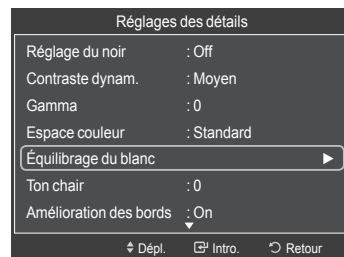 Réglages des détails
Réglage du noir : Off
Contraste dynam. : Moyen
Gamma : 0
Espace couleur : Standard
Équilibrage du blanc
Ton chair : 0
Amélioration des bords : On
Dépl. Intro. Retour